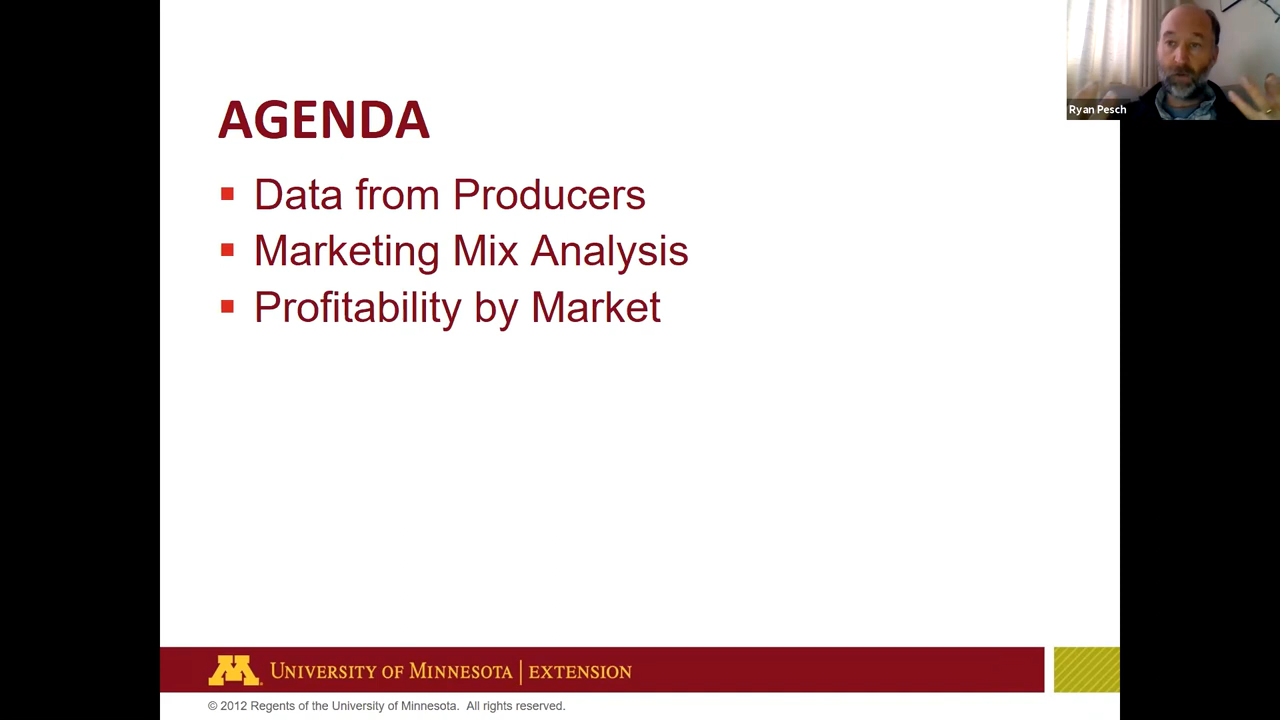 AGENDA
Ryan Pesch
Data from Producers
Marketing Mix Analysis
Profitability by Market
M
UNIVERSITY OF MINNESOTA | EXTENSION
© 2012 Regents of the University of Minnesota. All rights reserved.